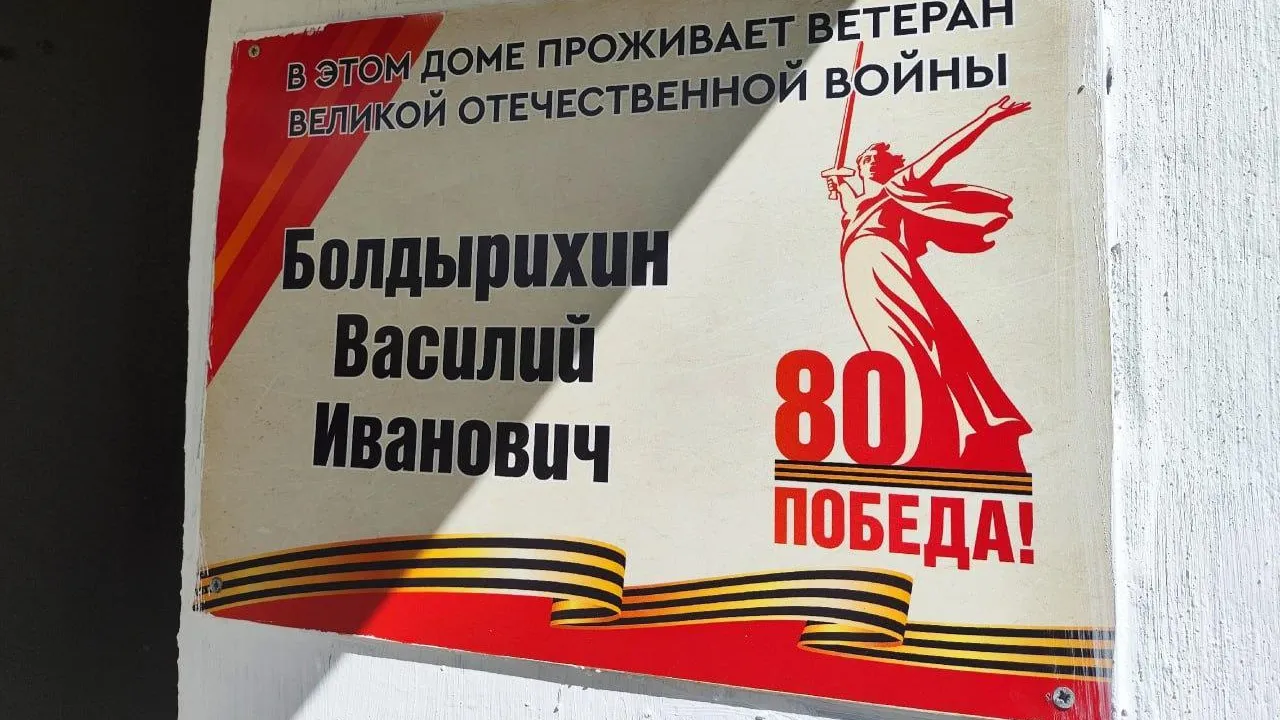 В ЭТОМ ДОМЕ ПРОЖИВАЕТ ВЕТЕРАН
ВЕЛИКОЙ ОТЕЧЕСТВЕННОЙ ВОЙНЫ
Болдырихин
Василий
Иванович
80
ПОБЕДА!